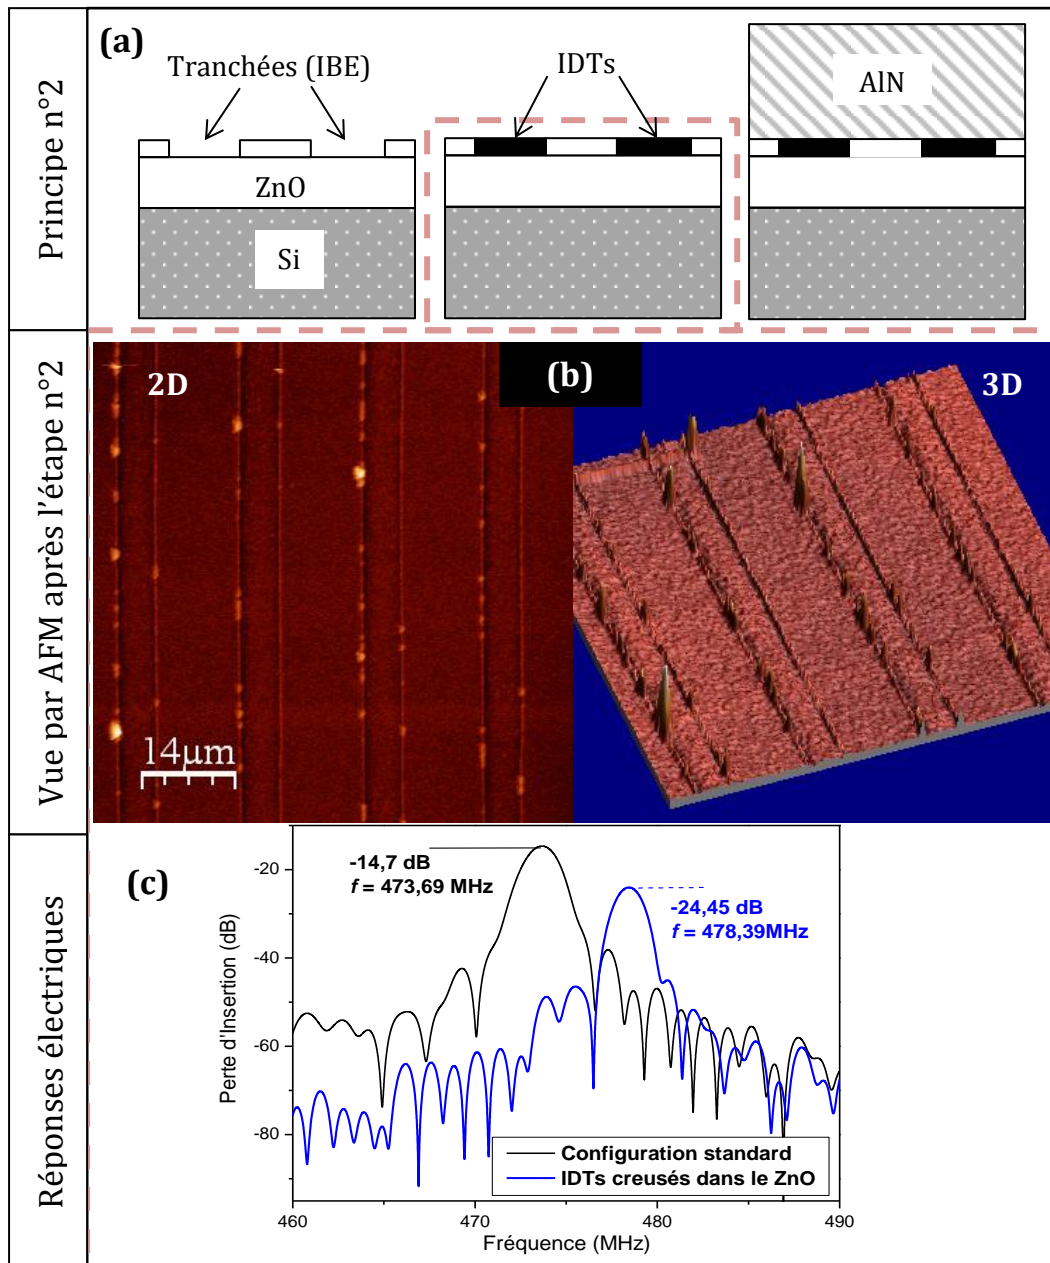 Principe n°2
(a)
Tranchées (IBE)
IDTs
AlN
ZnO
Si
Vue par AFM après l’étape n°2
2D
(b)
3D
14µm
Réponses électriques
(c)
-14,7 dB
f = 473,69 MHz
-24,45 dB
f = 478,39MHz
Perte d'Insertion (dB)
-20
-40
-60
-80
Configuration standard
IDTs creusés dans le ZnO
460
470
480
490
Fréquence (MHz)